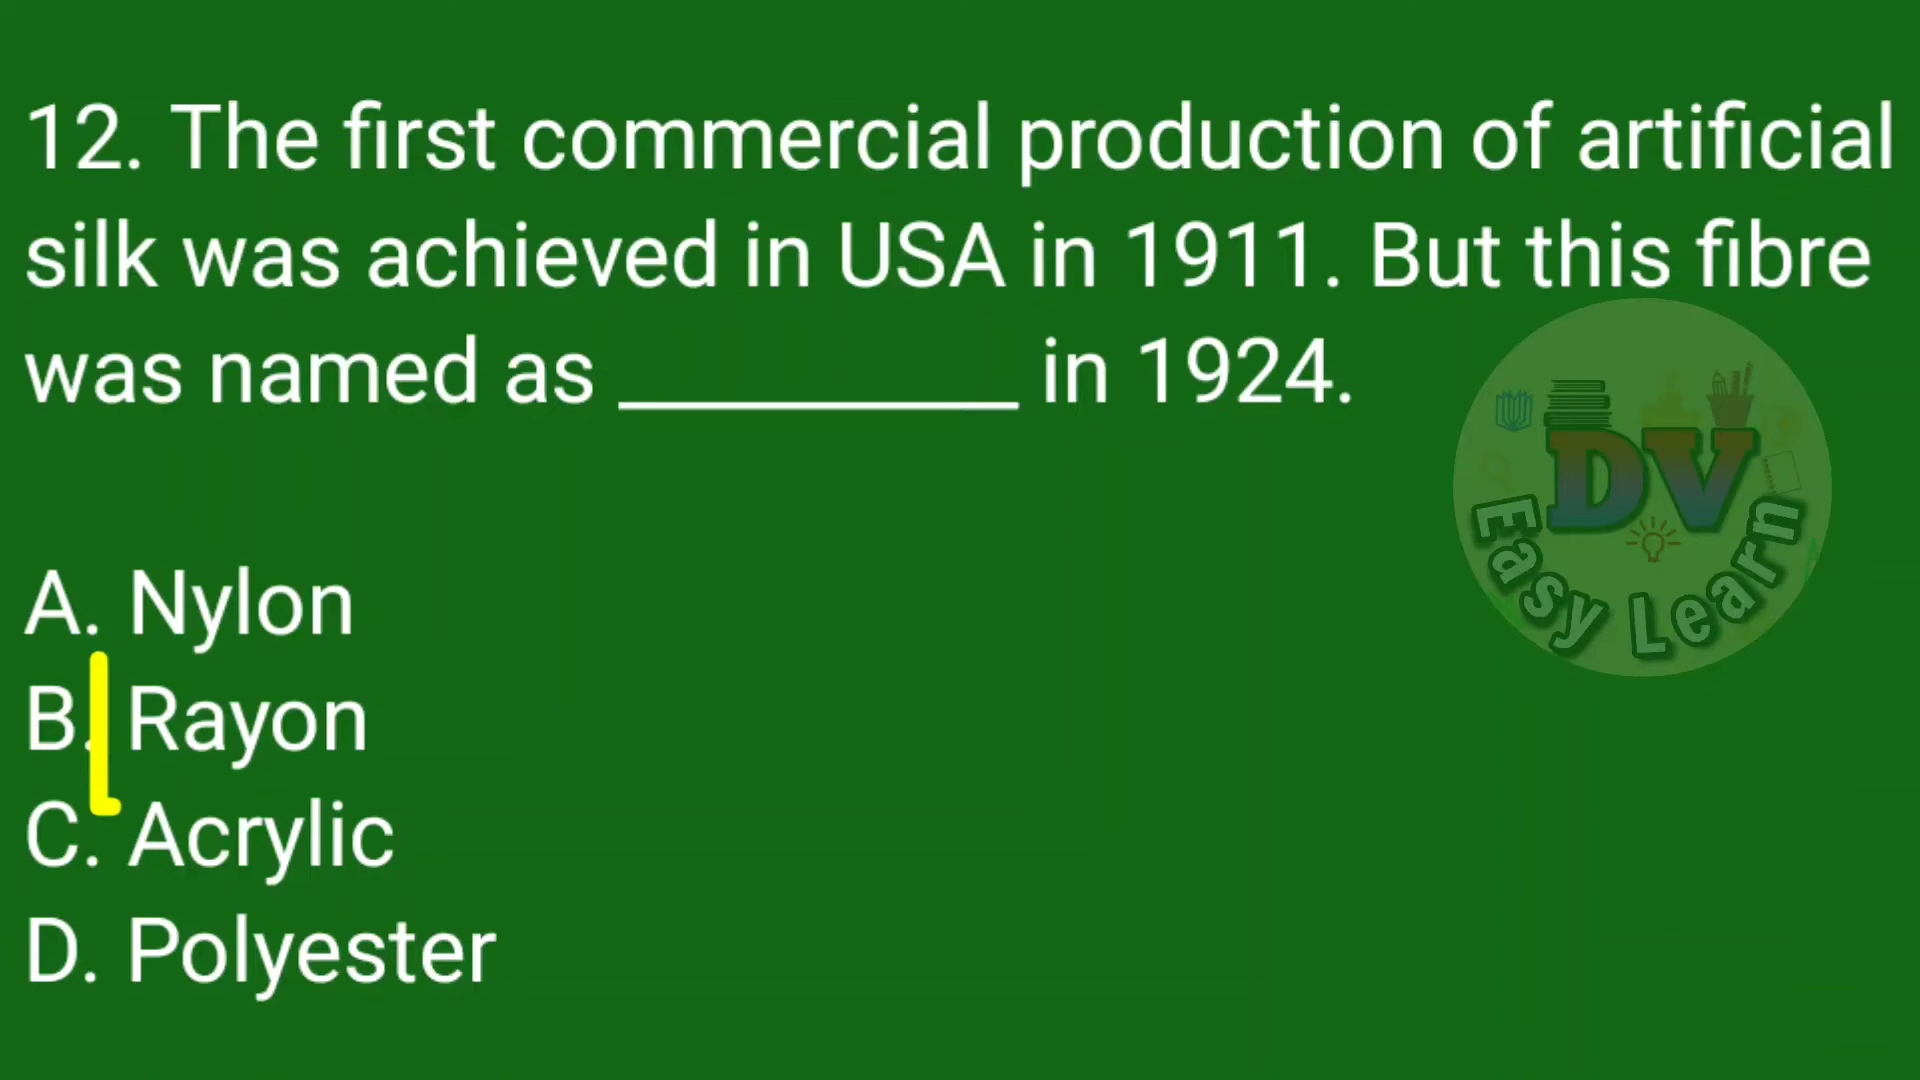 12. The first commercial production of artificial
silk was achieved in USA in 1911. But this fibre
was named as __________ in 1924.
A. Nylon
B. Rayon
C. Acrylic
D. Polyester
DV
Easy Learn